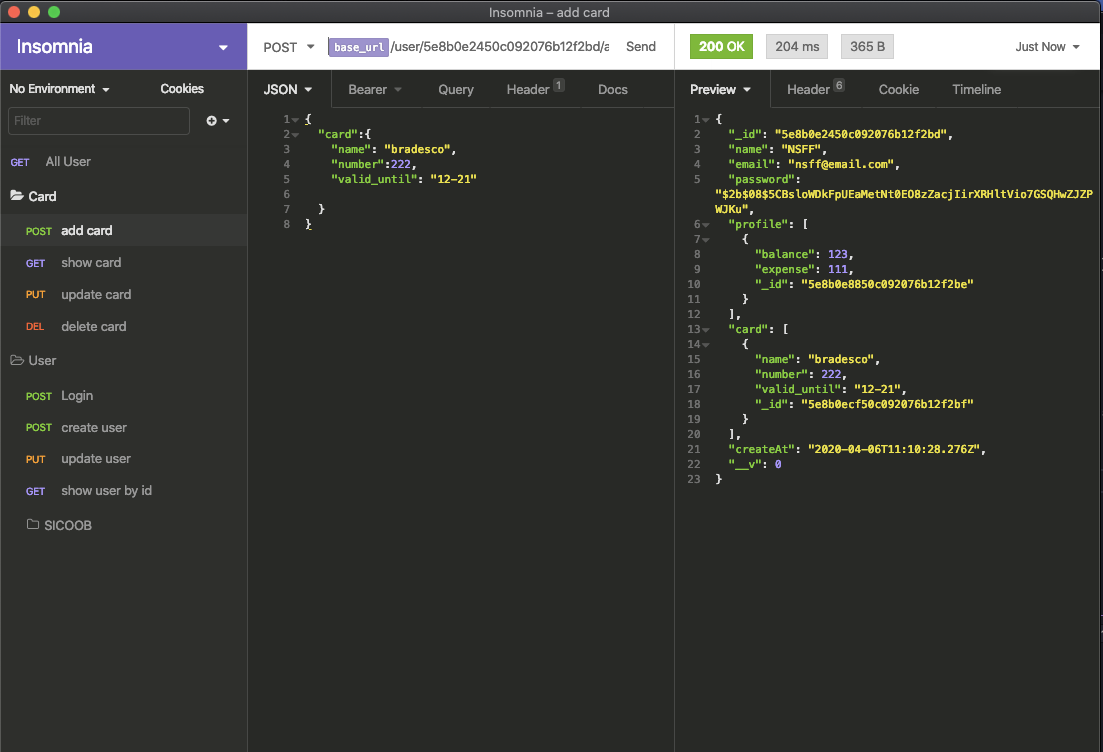 Insomnia – add card
Insomnia
POST base_url/user/5e8b0e2450c092076b12f2bd/a Send
200 OK 204 ms 365 B Just Now
No Environment Cookies
Filter
GET All User
Card
POST add card
GET show card
PUT update card
DEL delete card
User
POST Login
POST create user
PUT update user
GET show user by id
SICOOB
JSON Bearer Query Header 1 Docs
1 {
2 "card":{
3 "name": "bradesco",
4 "number":222,
5 "valid_until": "12-21"
6
7 }
8 }
Preview Header 6 Cookie Timeline
1 {
2 "_id": "5e8b0e2450c092076b12f2bd",
3 "name": "NSFF",
4 "email": "nsff@email.com",
5 "password":
"$2b$08$5CBsloWDkFpUEaMetNt0EO8zZacjIirXRHltVio7GSQHwZJZP
WJKu",
6 "profile": [
7 {
8 "balance": 123,
9 "expense": 111,
10 "_id": "5e8b0e8850c092076b12f2be"
11 }
12 ],
13 "card": [
14 {
15 "name": "bradesco",
16 "number": 222,
17 "valid_until": "12-21",
18 "_id": "5e8b0ecf50c092076b12f2bf"
19 }
20 ],
21 "createAt": "2020-04-06T11:10:28.276Z",
22 "__v": 0
23 }